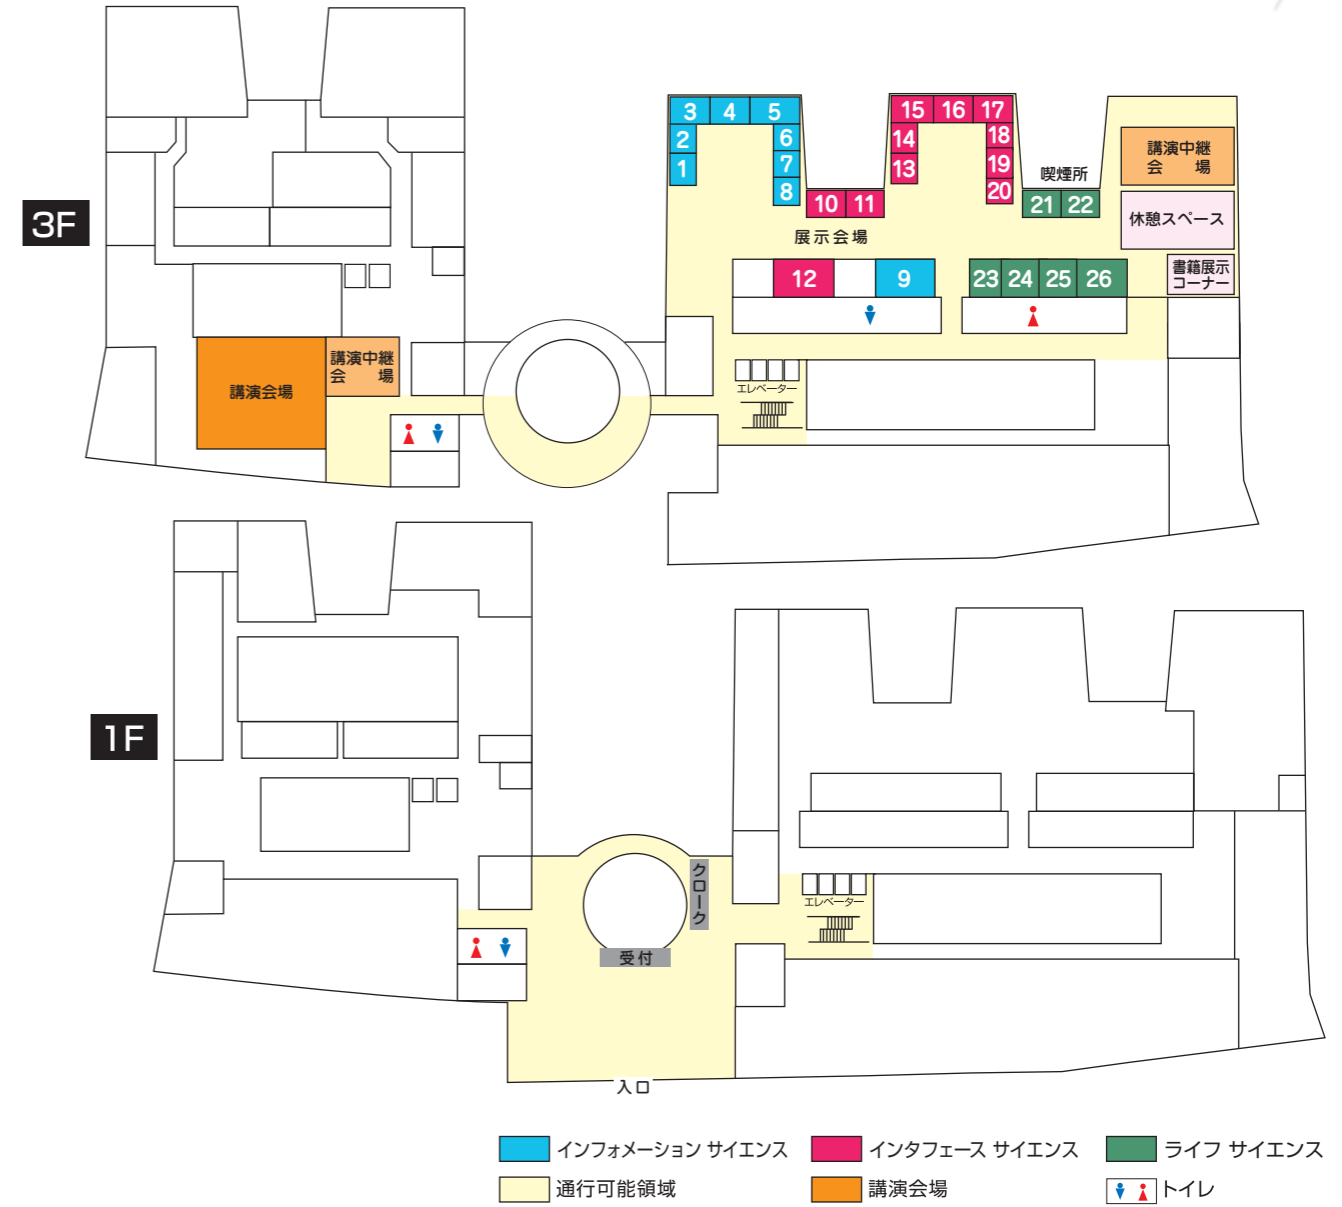 3F
3
4
5
2
6
1
7
8
10
11
15
16
17
14
18
13
19
20
喫煙所
21
22
講演中継
会 場
休憩スペース
書籍展示
コーナー
展示会場
12
9
23
24
25
26
エレベーター
講演会場
講演中継
会 場
1F
クローク
受付
エレベーター
入口
インフォメーション サイエンス
インタフェース サイエンス
ライフ サイエンス
通行可能領域
講演会場
トイレ